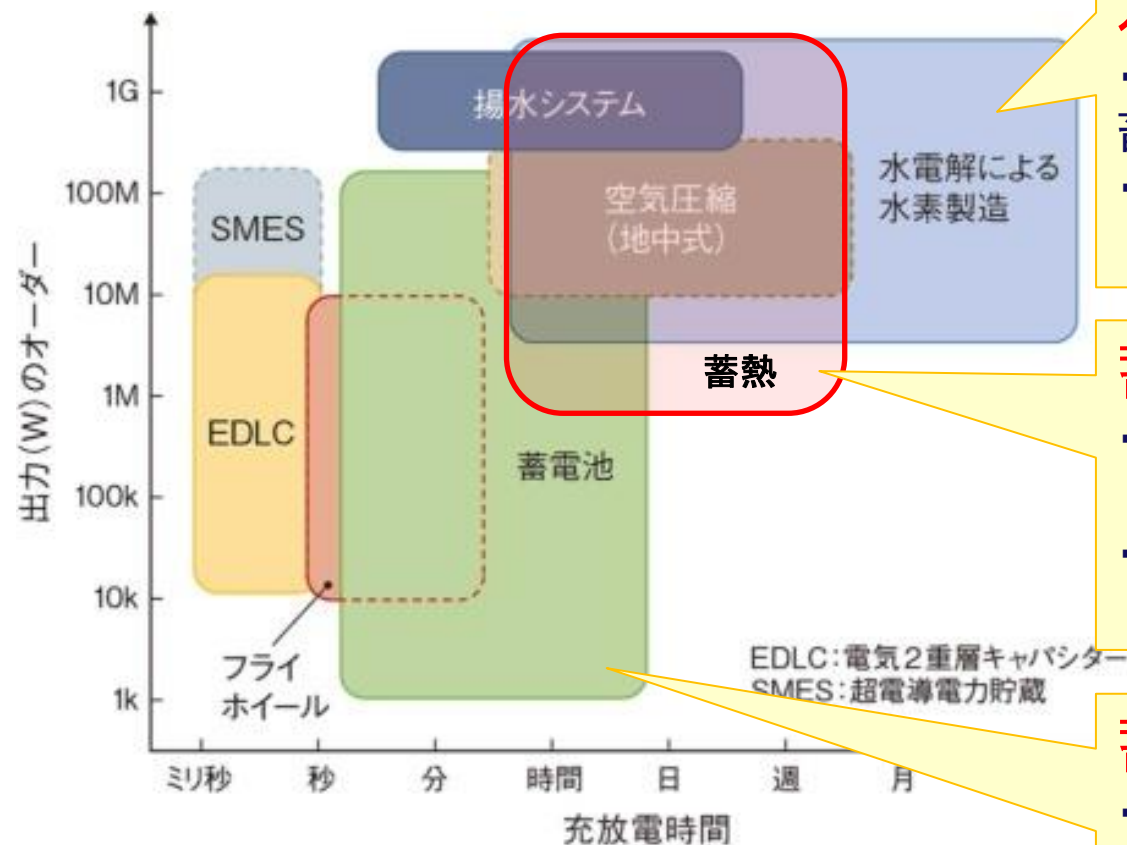 出力(W)のオーダー
1G
100M
10M
1M
100k
10k
1k
揚水システム
SMES
空気圧縮
(地中式)
水電解による
水素製造
蓄熱
EDLC
蓄電池
フライ
ホイール
EDLC:電気2重層キャパシター
SMES:超電導電力貯蔵
ミリ秒
秒
分
時間
日
週
月
充放電時間